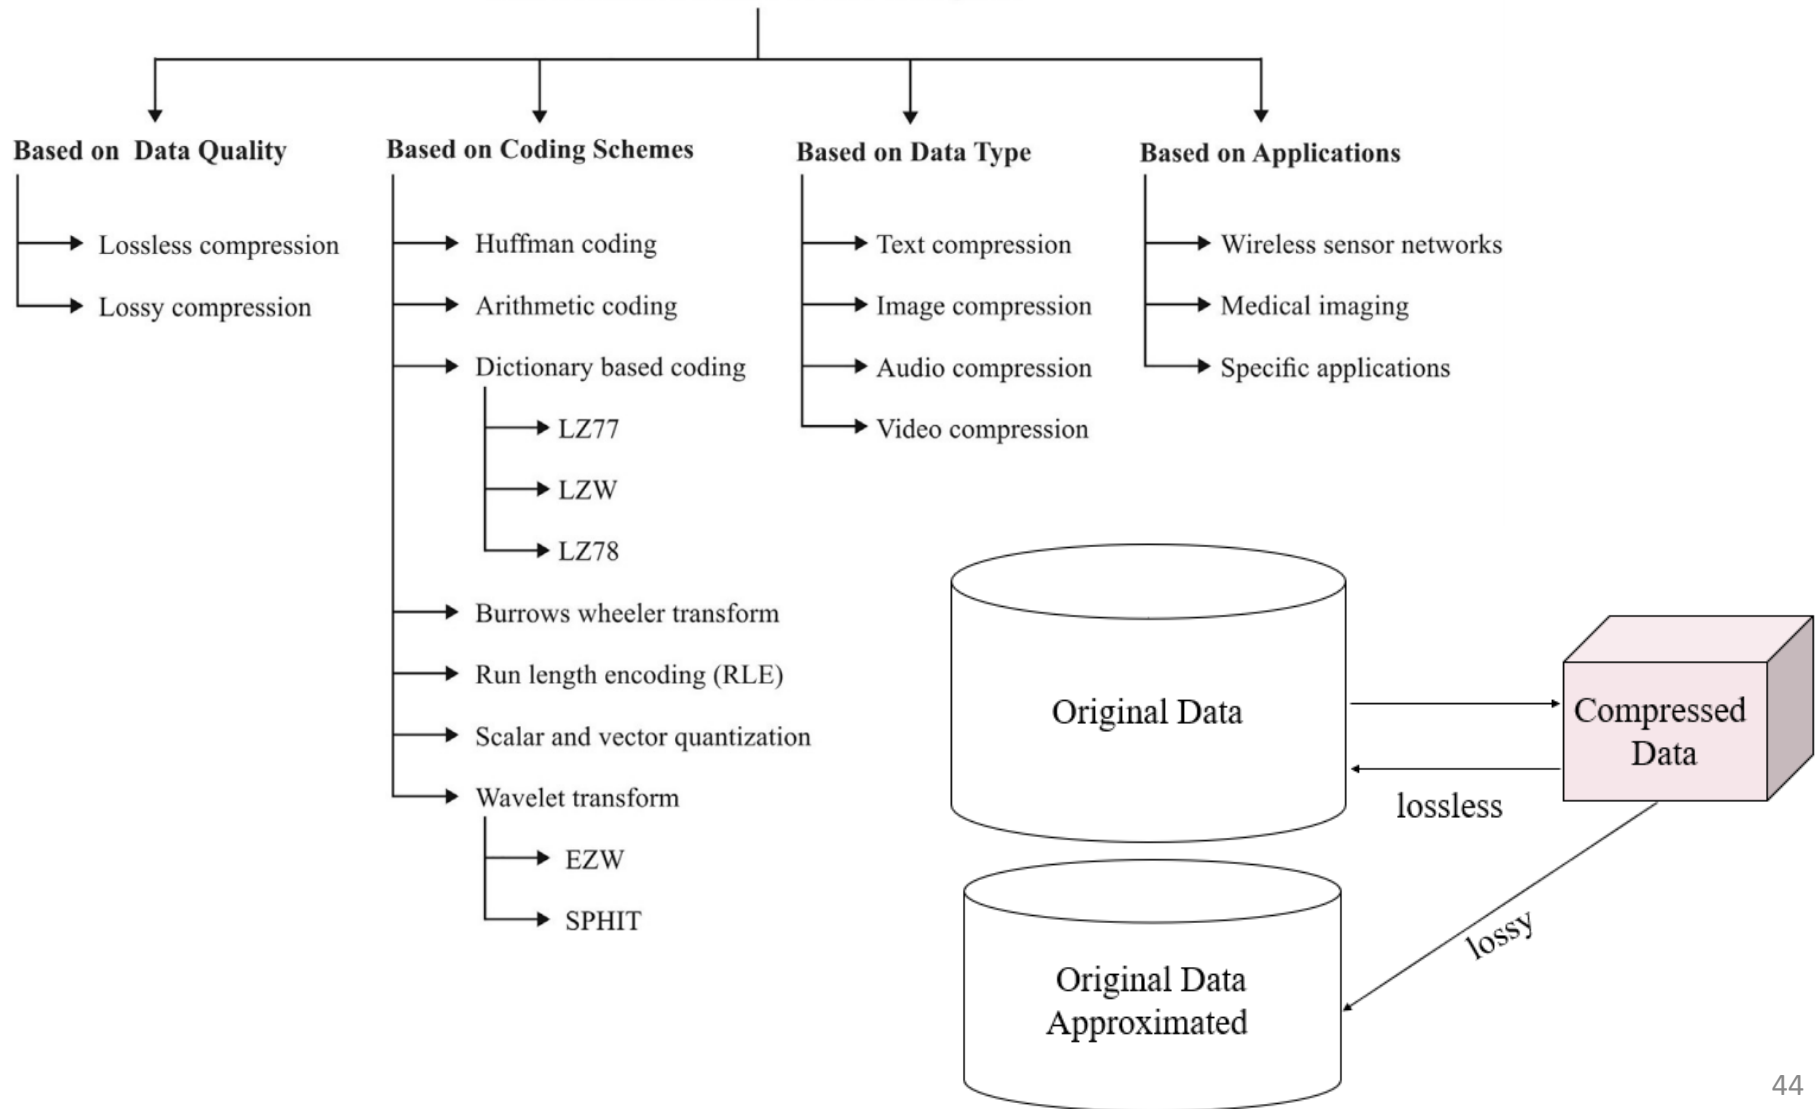 Based on Data Quality
Lossless compression
Lossy compression
Based on Coding Schemes
Huffman coding
Arithmetic coding
Dictionary based coding
LZ77
LZW
LZ78
Burrows wheeler transform
Run length encoding (RLE)
Scalar and vector quantization
Wavelet transform
EZW
SPHIT
Based on Data Type
Text compression
Image compression
Audio compression
Video compression
Based on Applications
Wireless sensor networks
Medical imaging
Specific applications
Original Data
Compressed
Data
lossless
lossy
Original Data
Approximated
44